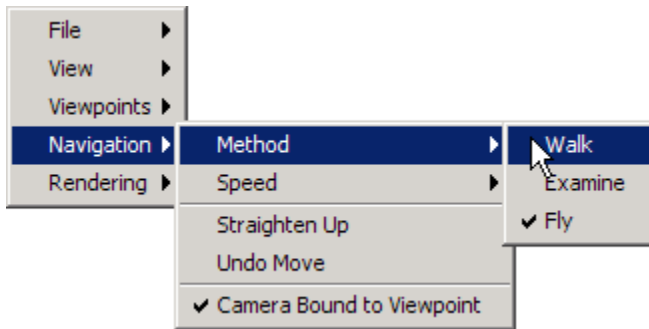 File
View
Viewpoints
Navigation
Rendering
Method
Speed
Straighten Up
Undo Move
Camera Bound to Viewpoint
Walk
Examine
Fly